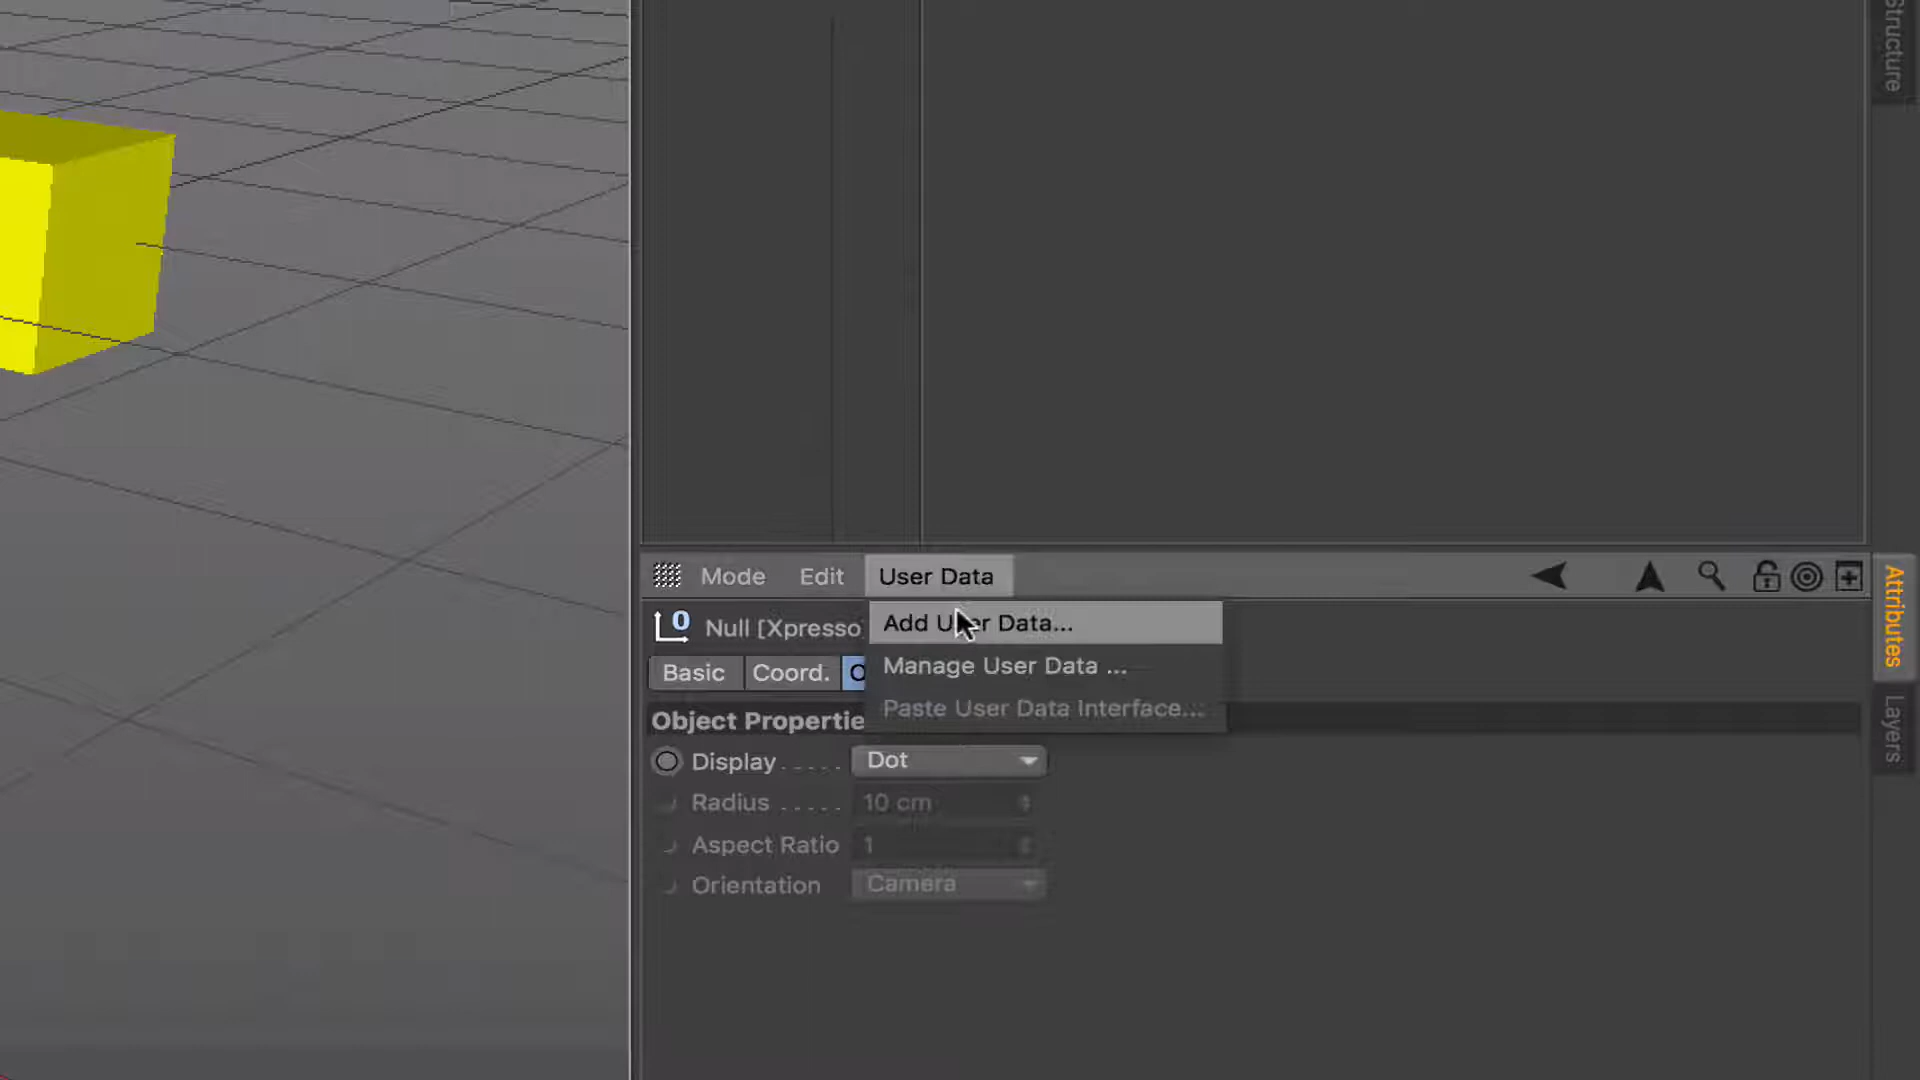 Structure
Mode Edit User Data
Add User Data...
Null [Xpresso
Manage User Data ...
Basic Coord.
Paste User Data Interface...
Object Propertie
Display Dot
Radius 10 cm
Aspect Ratio 1
Orientation Camera
Attributes
Layers